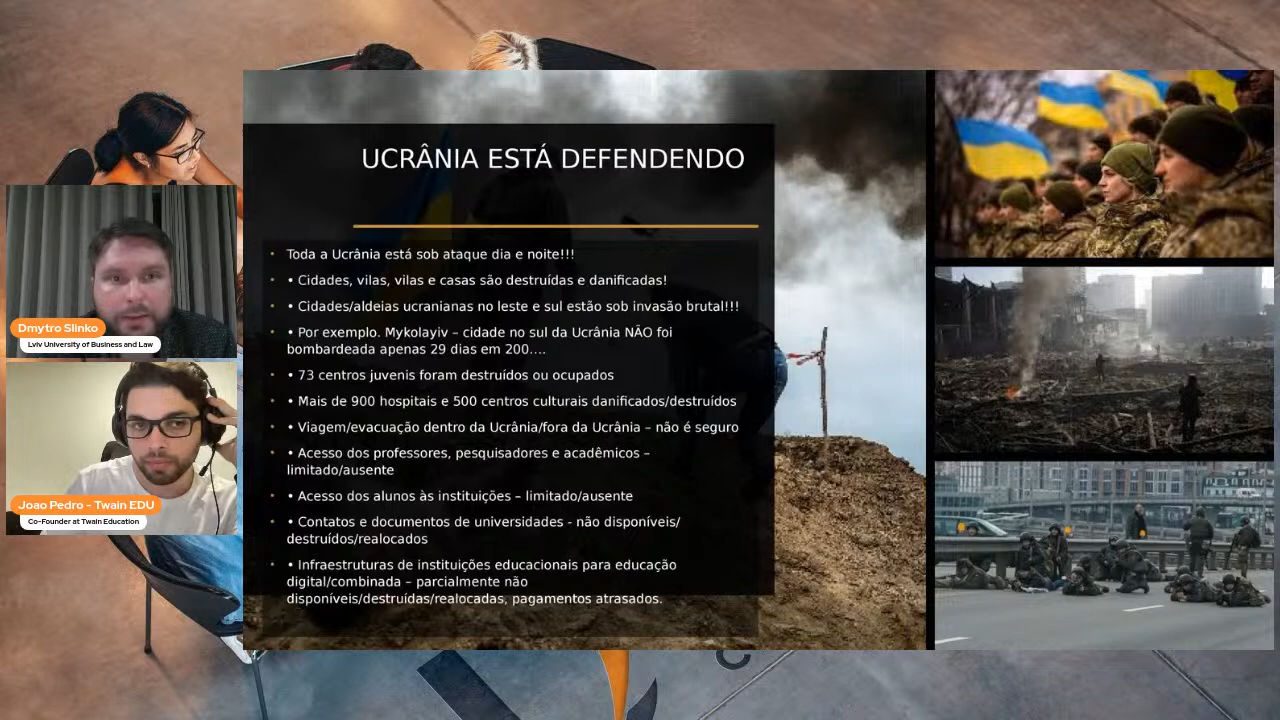 UCRÂNIA ESTÁ DEFENDENDO
• Toda a Ucrânia está sob ataque dia e noite!!!
• • Cidades, vilas, vilas e casas são destruídas e danificadas!
• • Cidades/aldeias ucranianas no leste e sul estão sob invasão brutal!!!
• • Por exemplo. Mykolayiv – cidade no sul da Ucrânia NÃO foi
bombardeada apenas 29 dias em 200....
• • 73 centros juvenis foram destruídos ou ocupados
• • Mais de 900 hospitais e 500 centros culturais danificados/destruídos
• • Viagem/evacuação dentro da Ucrânia/fora da Ucrânia – não é seguro
• • Acesso dos professores, pesquisadores e acadêmicos –
limitado/ausente
• • Acesso dos alunos às instituições – limitado/ausente
• • Contatos e documentos de universidades - não disponíveis/
destruídos/realocados
• • Infraestruturas de instituições educacionais para educação
digital/combinada – parcialmente não
disponíveis/destruídas/realocadas, pagamentos atrasados.
Dmytro Slinko
Lviv University of Business and Law
Joao Pedro - Twain EDU
Co-Founder at Twain Education